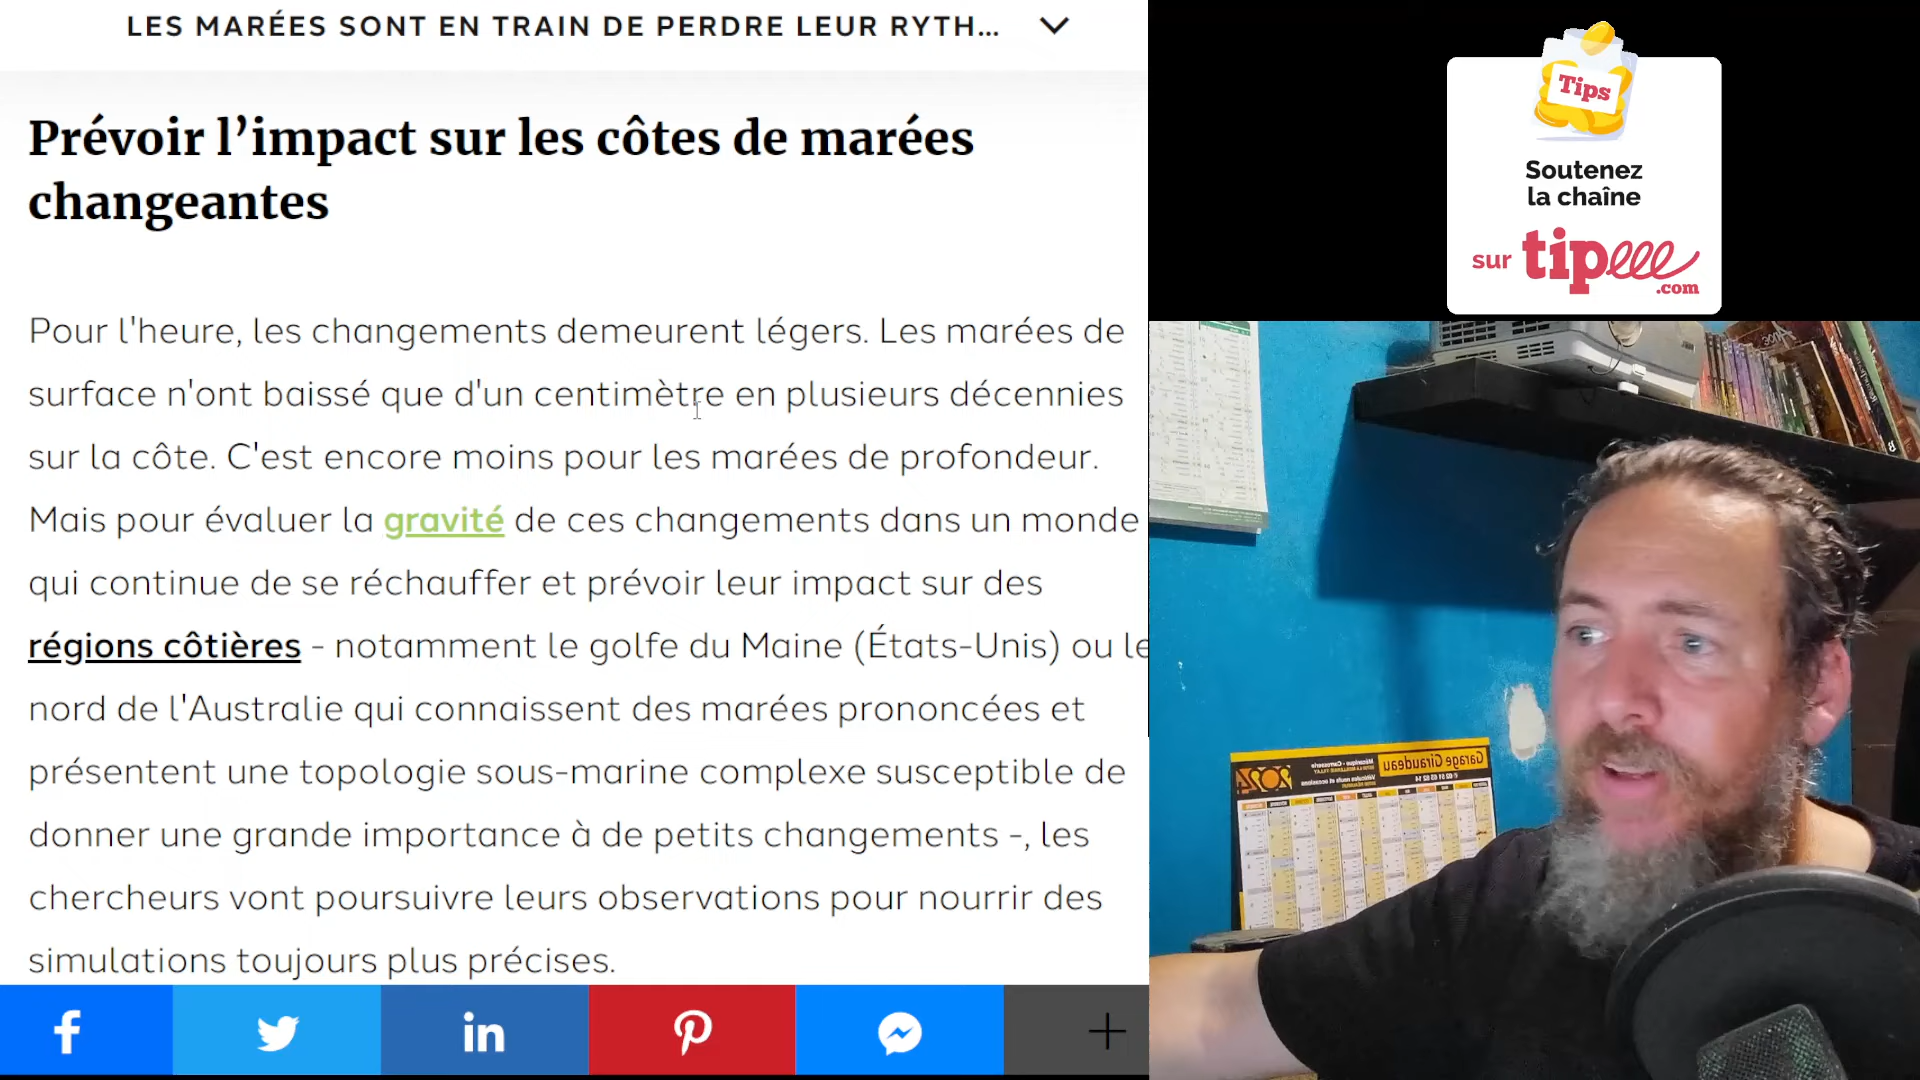 LES MARÉES SONT EN TRAIN DE PERDRE LEUR RYTH...
Prévoir l’impact sur les côtes de marées
changeantes
Pour l'heure, les changements demeurent légers. Les marées de
surface n'ont baissé que d'un centimètre en plusieurs décennies
sur la côte. C'est encore moins pour les marées de profondeur.
Mais pour évaluer la gravité de ces changements dans un monde
qui continue de se réchauffer et prévoir leur impact sur des
régions côtières - notamment le golfe du Maine (États-Unis) ou le
nord de l'Australie qui connaissent des marées prononcées et
présentent une topologie sous-marine complexe susceptible de
donner une grande importance à de petits changements -, les
chercheurs vont poursuivre leurs observations pour nourrir des
simulations toujours plus précises.
Tips
Soutenez
la chaîne
sur tipeee
.com
Garage Giraudeau
2024